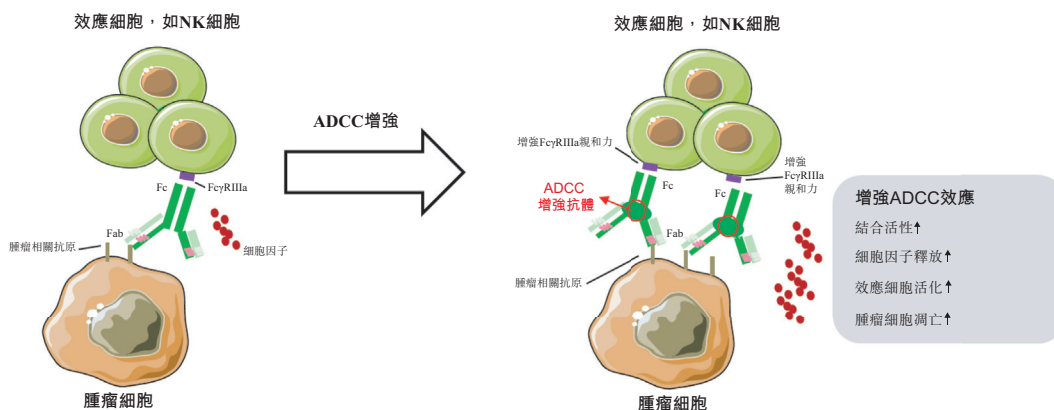 效應細胞，如NK細胞
FcγRIIIa
Fc
Fab
腫瘤相關抗原
細胞因子
腫瘤細胞
ADCC增強
效應細胞，如NK細胞
增強FcγRIIIa親和力
增強
FcγRIIIa
親和力
Fc
Fc
ADCC
增強抗體
Fab
腫瘤相關抗原
腫瘤細胞
增強ADCC效應
結合活性↑
細胞因子釋放↑
效應細胞活化↑
腫瘤細胞凋亡↑